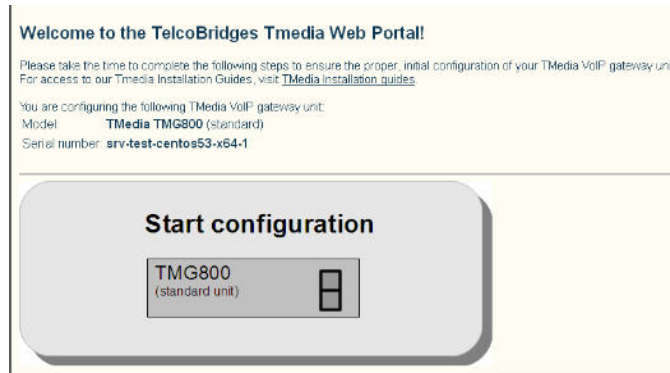 Welcome to the TelcoBridges Tmedia Web Portal!
Please take the time to complete the following steps to ensure the proper, initial configuration of your TMedia VoIP gateway uni
For access to our Tmedia Installation Guides, visit TMedia Installation guides.
You are configuring the following TMedia VoIP gateway unit:
Model: TMedia TMG800 (standard)
Serial number: srv-test-centos53-x64-1
Start configuration
TMG800
(standard unit)